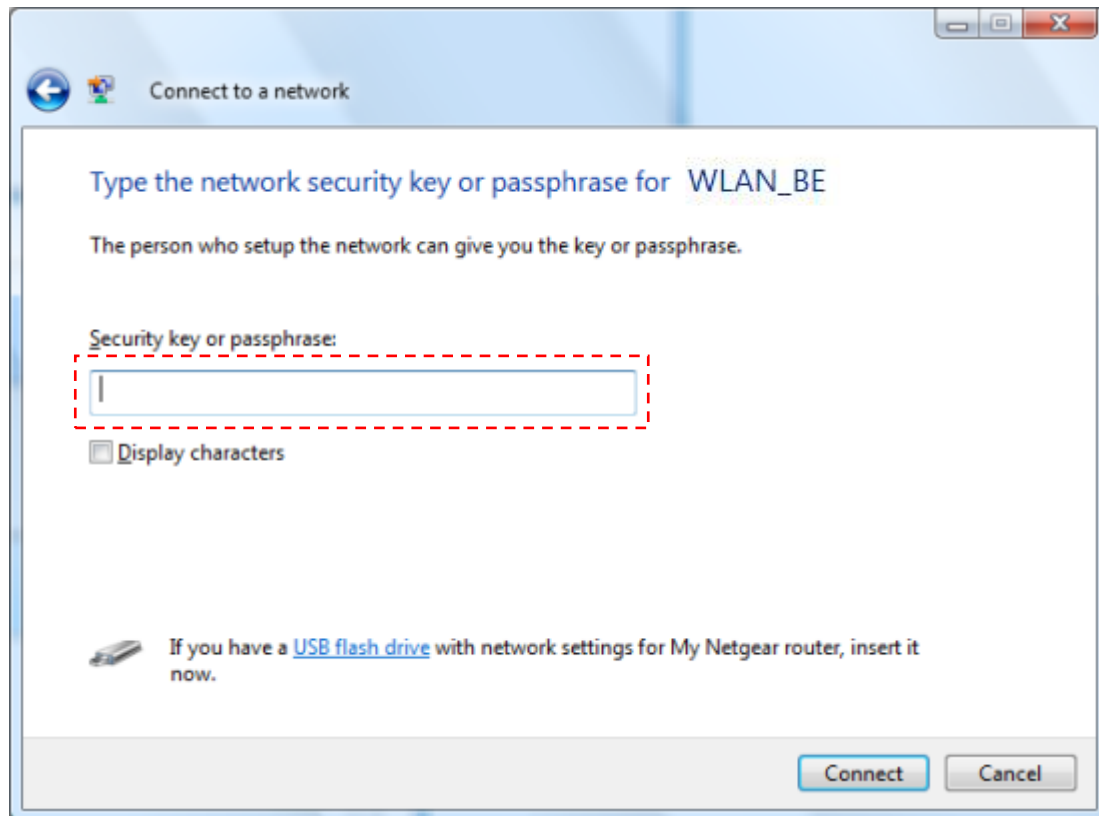 Connect to a network
Type the network security key or passphrase for WLAN_BE
The person who setup the network can give you the key or passphrase.
Security key or passphrase:
Display characters
If you have a USB flash drive with network settings for My Netgear router, insert it
now.
Connect Cancel